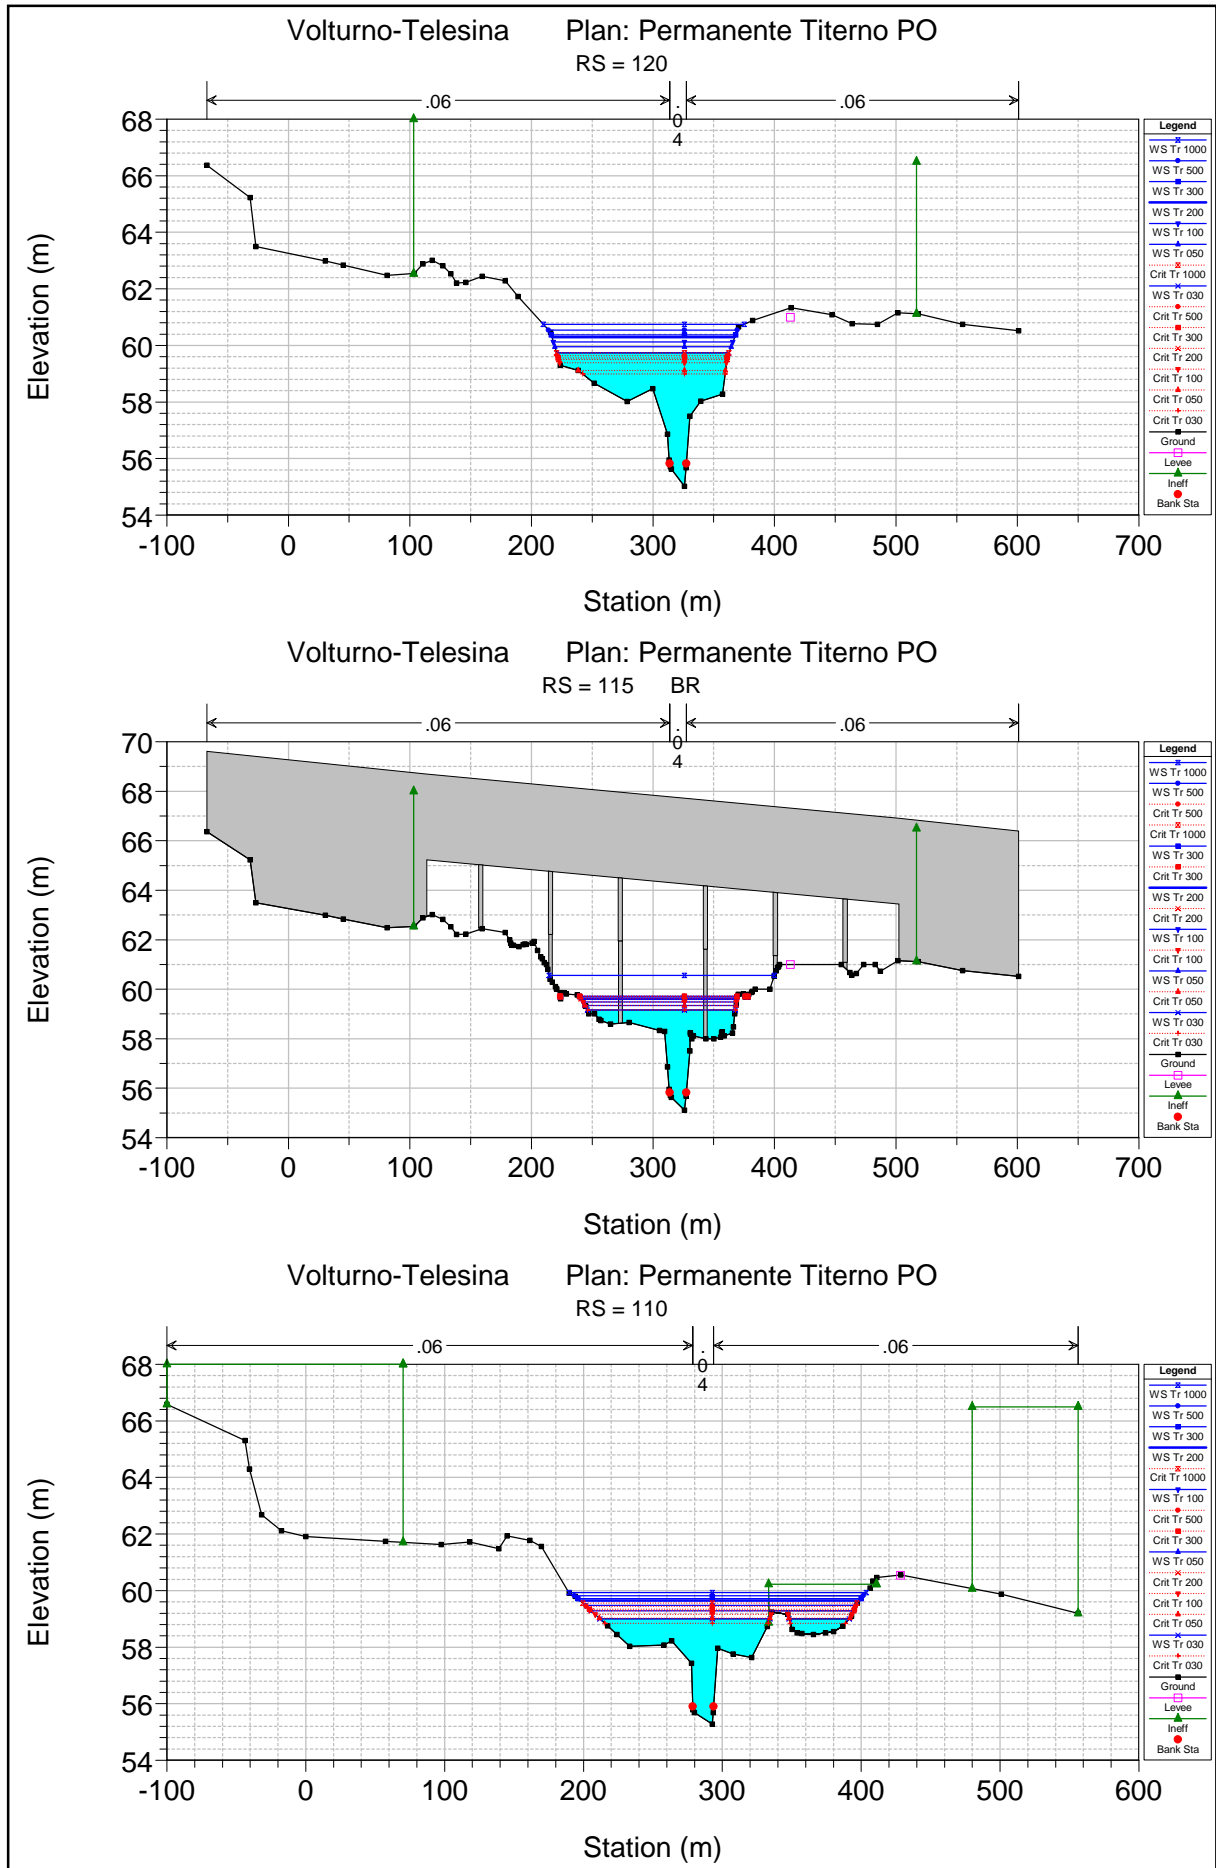 Volturno-Telesina Plan: Permanente Titerno PO
RS = 120
.06 .04 .06
68
66
64
62
60
58
56
54
-100 0 100 200 300 400 500 600 700
Elevation (m)
Station (m)
Legend
WS Tr 1000
WS Tr 500
WS Tr 300
WS Tr 200
WS Tr 100
WS Tr 050
Crit Tr 1000
WS Tr 030
Crit Tr 500
Crit Tr 300
Crit Tr 200
Crit Tr 100
Crit Tr 050
Crit Tr 030
Ground
Levee
Ineff
Bank Sta
Volturno-Telesina Plan: Permanente Titerno PO
RS = 115 BR
.06 .04 .06
70
68
66
64
62
60
58
56
54
-100 0 100 200 300 400 500 600 700
Elevation (m)
Station (m)
Legend
WS Tr 1000
WS Tr 500
Crit Tr 500
Crit Tr 1000
WS Tr 300
Crit Tr 300
WS Tr 200
Crit Tr 200
WS Tr 100
Crit Tr 100
WS Tr 050
Crit Tr 050
WS Tr 030
Crit Tr 030
Ground
Levee
Ineff
Bank Sta
Volturno-Telesina Plan: Permanente Titerno PO
RS = 110
.06 .04 .06
68
66
64
62
60
58
56
54
-100 0 100 200 300 400 500 600
Elevation (m)
Station (m)
Legend
WS Tr 1000
WS Tr 500
WS Tr 300
WS Tr 200
Crit Tr 1000
WS Tr 100
Crit Tr 500
Crit Tr 300
WS Tr 050
Crit Tr 200
Crit Tr 100
Crit Tr 050
WS Tr 030
Crit Tr 030
Ground
Levee
Ineff
Bank Sta